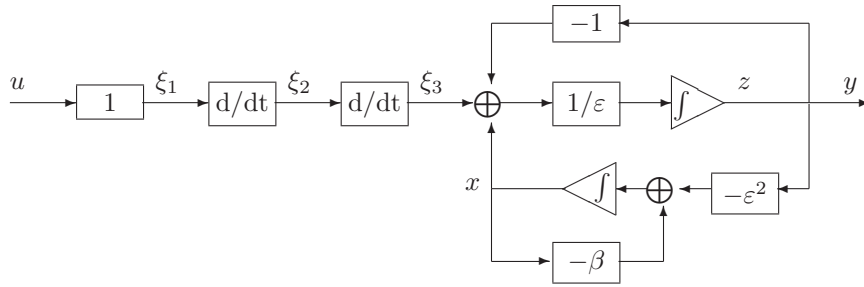 −1
u ξ₁ ξ₂ ξ₃ z y
1 d/dt d/dt 1/ε ∫
x ∫ −ε²
−β